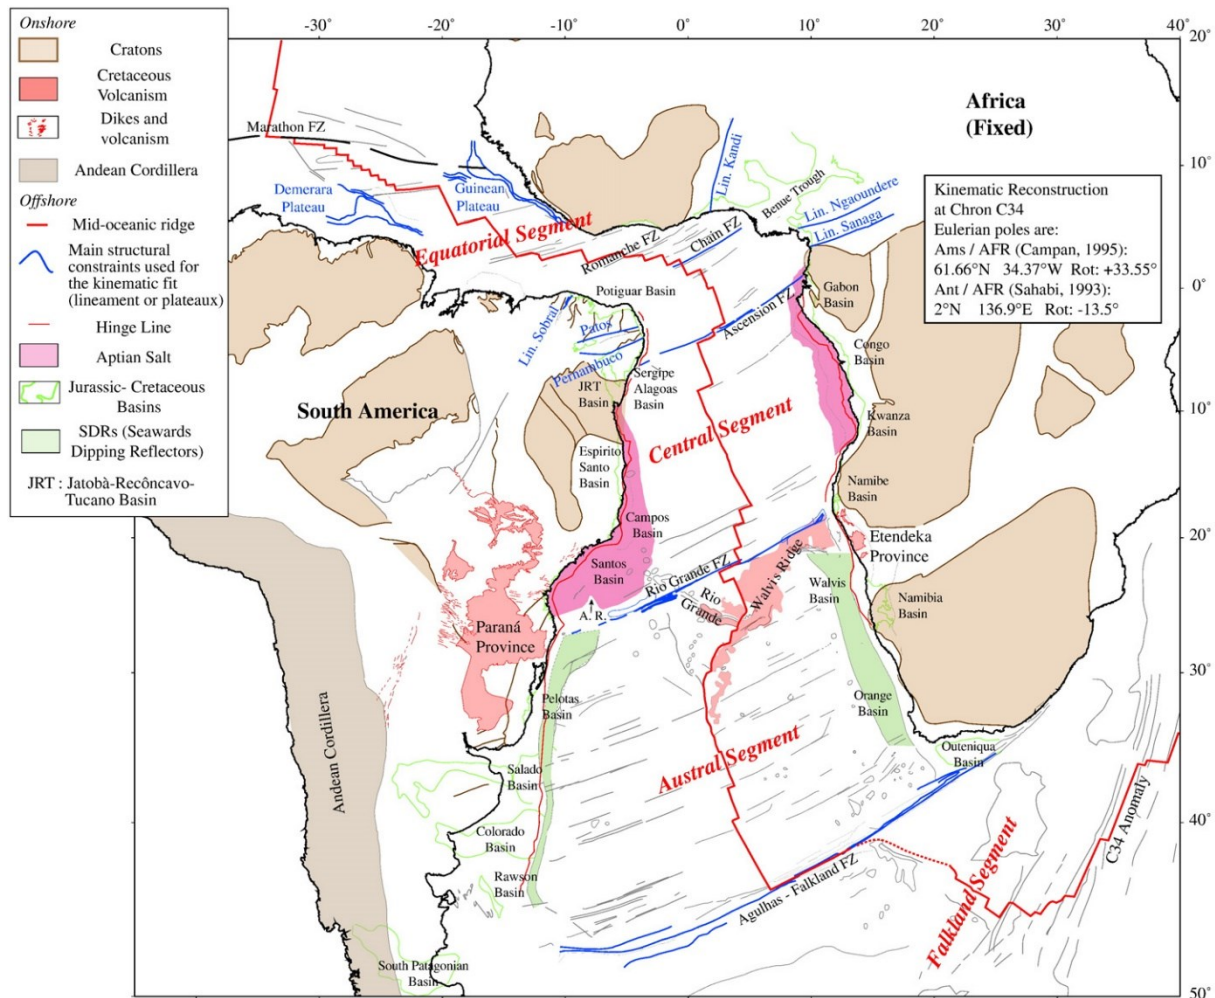 -30° -20° -10° 0° 10° 20° 30° 40°
20°
10°
0°
10°
20°
30°
40°
50°
Onshore
Cratons
Cretaceous
Volcanism
Dikes and
volcanism
Andean Cordillera
Offshore
Mid-oceanic ridge
Main structural
constraints used for
the kinematic fit
(lineament or plateaux)
Hinge Line
Aptian Salt
Jurassic- Cretaceous
Basins
SDRs (Seawards
Dipping Reflectors)
JRT : Jatobà-Recôncavo-
Tucano Basin
Africa
(Fixed)
Kinematic Reconstruction
at Chron C34
Eulerian poles are:
Ams / AFR (Campan, 1995):
61.66°N 34.37°W Rot: +33.55°
Ant / AFR (Sahabi, 1993):
2°N 136.9°E Rot: -13.5°
Marathon FZ
Demerara
Plateau
Guinean
Plateau
Equatorial Segment
Romanche FZ
Chain FZ
Lin. Kandi
Benue Trough
Lin. Ngaoundere
Lin. Sanaga
Potiguar Basin
Ascension FZ
Gabon
Basin
Lin. Sobral
Patos
Pernambuco
Congo
Basin
JRT
Basin
Sergipe
Alagoas
Basin
South America
Central Segment
Kwanza
Basin
Espirito
Santo
Basin
Namibe
Basin
Campos
Basin
Etendeka
Province
Santos
Basin
Rio Grande FZ
Walvis Ridge
Walvis
Basin
A. R.
Rio
Grande
Namibia
Basin
Paraná
Province
Pelotas
Basin
Orange
Basin
Andean Cordillera
Austral Segment
Outeniqua
Basin
Salado
Basin
Colorado
Basin
Rawson
Basin
Agulhas - Falkland FZ
Falkland Segment
C34 Anomaly
South Patagonian
Basin